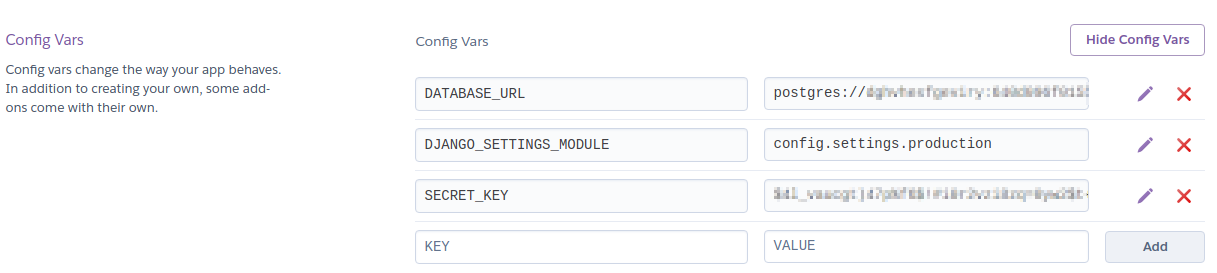 Config Vars
Config vars change the way your app behaves.
In addition to creating your own, some add-
ons come with their own.
Config Vars
Hide Config Vars
DATABASE_URL
postgres://
DJANGO_SETTINGS_MODULE
config.settings.production
SECRET_KEY
KEY
VALUE
Add